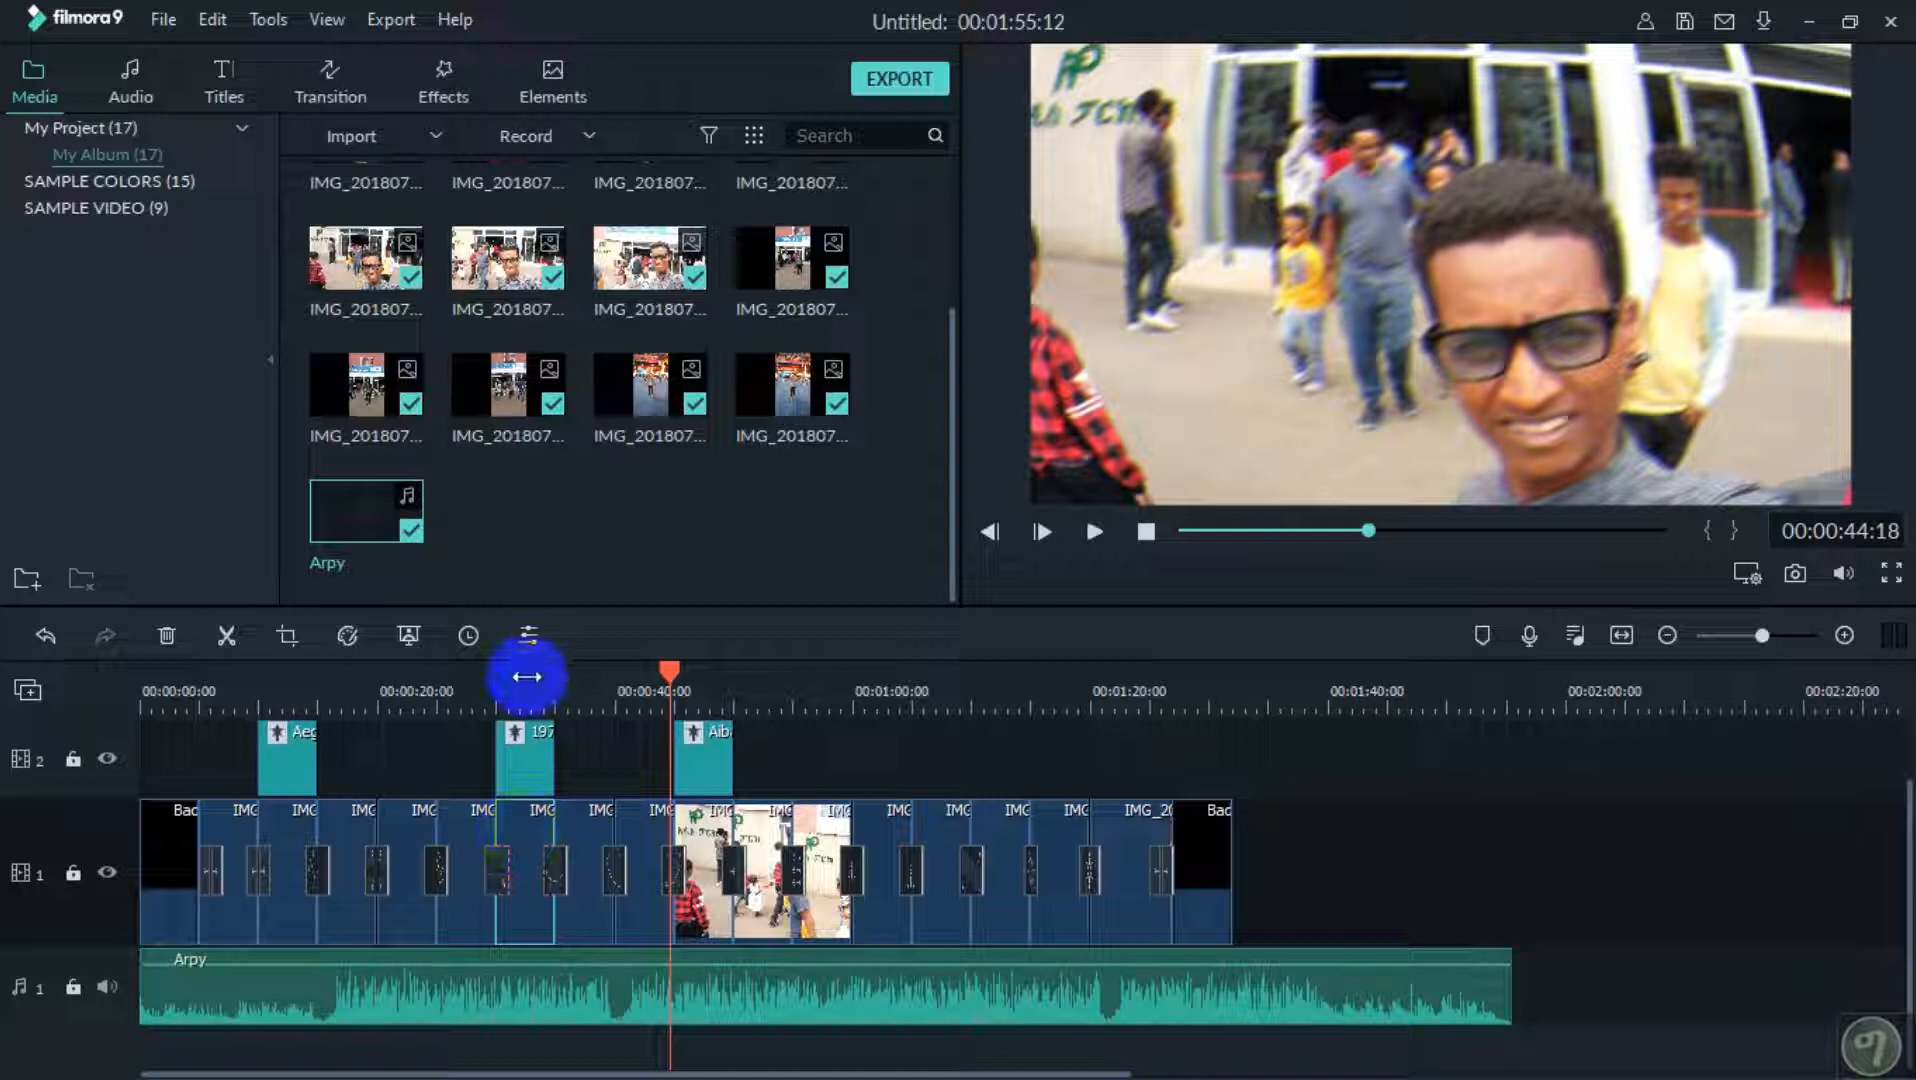 filmora9 File Edit Tools View Export Help Untitled: 00:01:55:12
Media Audio Titles Transition Effects Elements EXPORT
My Project (17)
My Album (17)
SAMPLE COLORS (15)
SAMPLE VIDEO (9)
Import Record Search
IMG_201807... IMG_201807... IMG_201807... IMG_201807...
IMG_201807... IMG_201807... IMG_201807... IMG_201807...
IMG_201807... IMG_201807... IMG_201807... IMG_201807...
Arpy
00:00:44:18
00:00:00:00 00:00:20:00 00:00:40:00 00:01:00:00 00:01:20:00 00:01:40:00 00:02:00:00 00:02:20:00
2 Aeg 197 Aib
Bac IMG IMG IMG IMG IMG IMG IMG IMG IMG IMG IMG IMG IMG IMG IMG IMG_20 Bac
1
Arpy
1